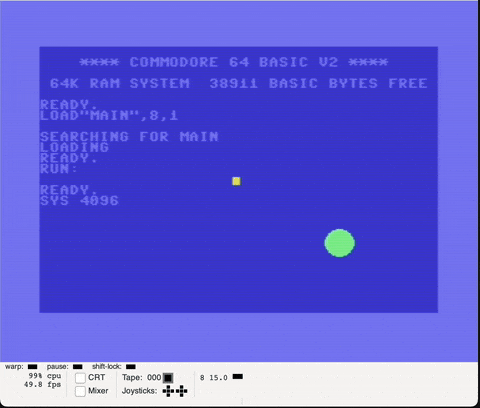 **** COMMODORE 64 BASIC V2 ****
64K RAM SYSTEM 38911 BASIC BYTES FREE
READY.
LOAD"MAIN",8,1
SEARCHING FOR MAIN
LOADING
READY.
RUN:
READY.
SYS 4096
warp: pause: shift-lock:
99% cpu
49.8 fps
CRT
Mixer
Tape: 000
Joysticks:
8 15.0